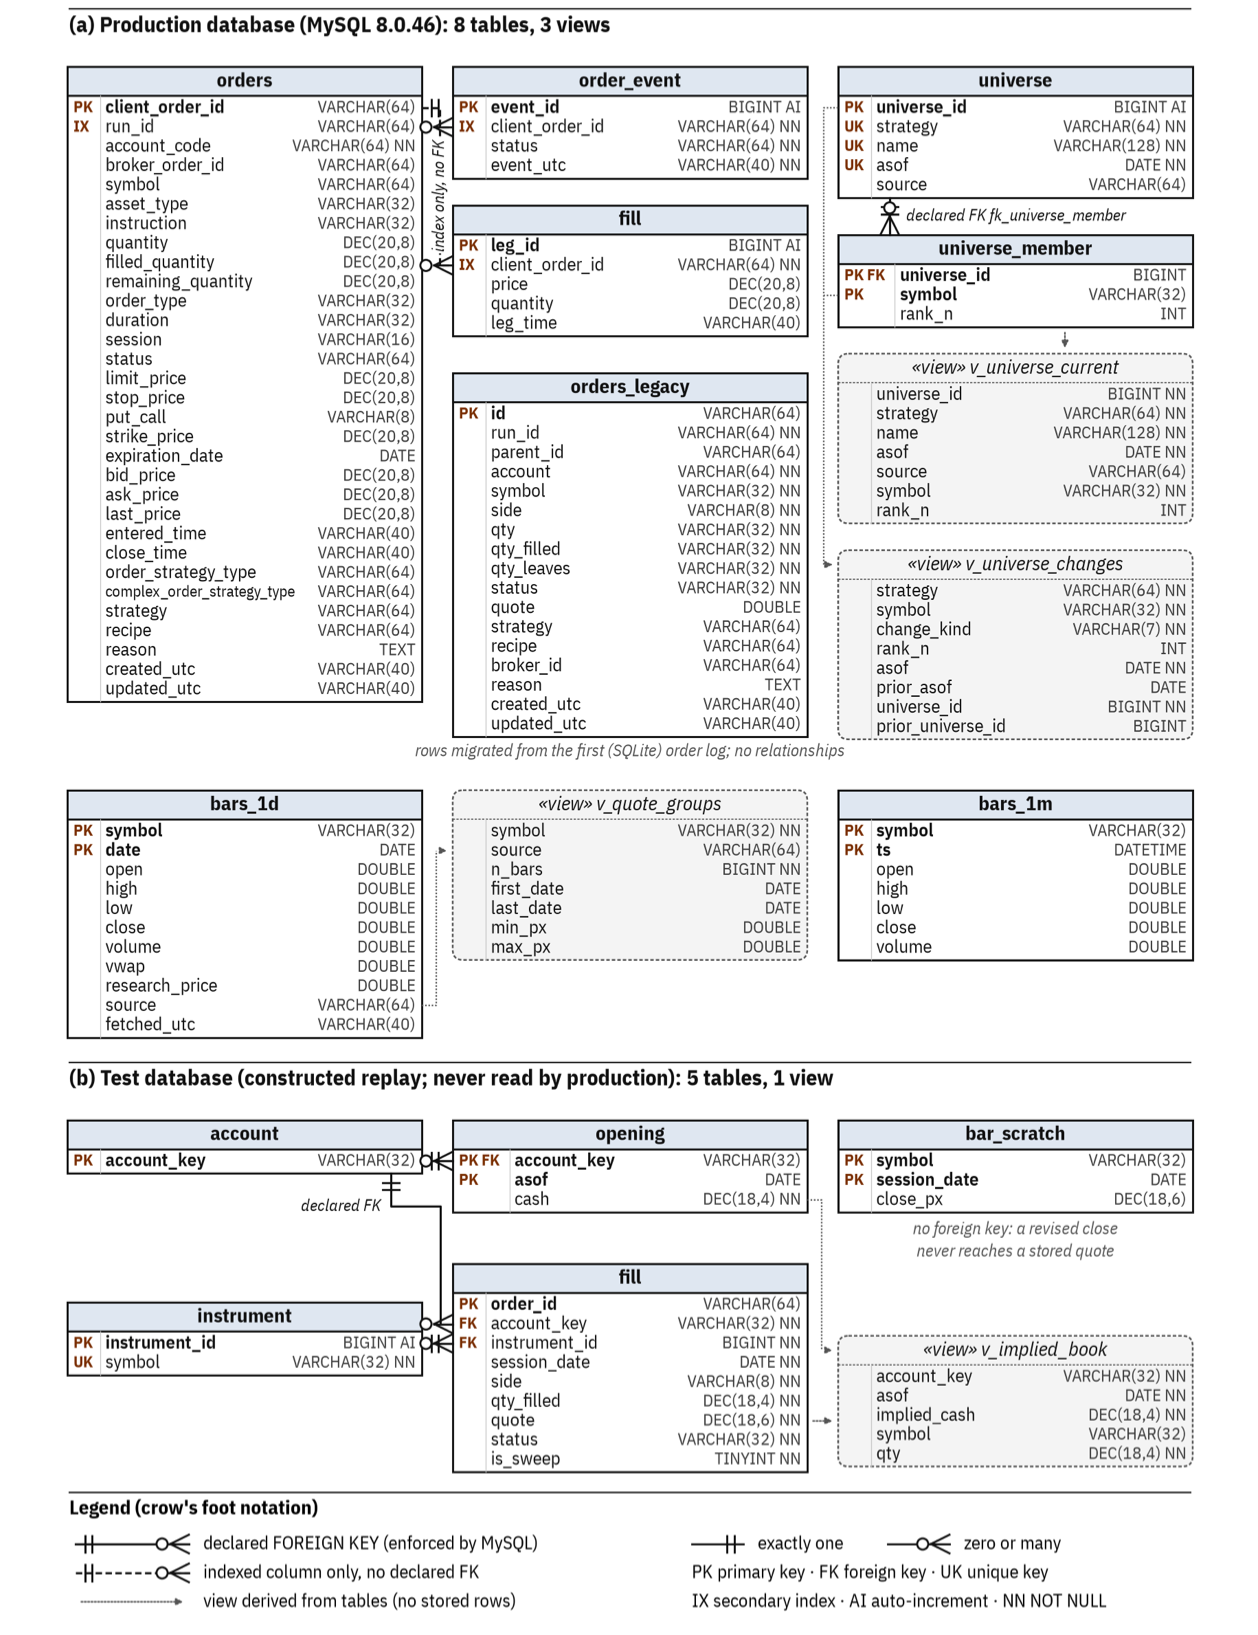 (a) Production database (MySQL 8.0.46): 8 tables, 3 views
orders
PK client_order_id VARCHAR(64)
IX run_id VARCHAR(64)
account_code VARCHAR(64) NN
broker_order_id VARCHAR(64)
symbol VARCHAR(64)
asset_type VARCHAR(32)
instruction VARCHAR(32)
quantity DEC(20,8)
filled_quantity DEC(20,8)
remaining_quantity DEC(20,8)
order_type VARCHAR(32)
duration VARCHAR(32)
session VARCHAR(16)
status VARCHAR(64)
limit_price DEC(20,8)
stop_price DEC(20,8)
put_call VARCHAR(8)
strike_price DEC(20,8)
expiration_date DATE
bid_price DEC(20,8)
ask_price DEC(20,8)
last_price DEC(20,8)
entered_time VARCHAR(40)
close_time VARCHAR(40)
order_strategy_type VARCHAR(64)
complex_order_strategy_type VARCHAR(64)
strategy VARCHAR(64)
recipe VARCHAR(64)
reason TEXT
created_utc VARCHAR(40)
updated_utc VARCHAR(40)
index only, no FK
order_event
PK event_id BIGINT AI
IX client_order_id VARCHAR(64) NN
status VARCHAR(64) NN
event_utc VARCHAR(40) NN
fill
PK leg_id BIGINT AI
IX client_order_id VARCHAR(64) NN
price DEC(20,8)
quantity DEC(20,8)
leg_time VARCHAR(40)
orders_legacy
PK id VARCHAR(64)
run_id VARCHAR(64) NN
parent_id VARCHAR(64)
account VARCHAR(64) NN
symbol VARCHAR(32) NN
side VARCHAR(8) NN
qty VARCHAR(32) NN
qty_filled VARCHAR(32) NN
qty_leaves VARCHAR(32) NN
status VARCHAR(32) NN
quote DOUBLE
strategy VARCHAR(64)
recipe VARCHAR(64)
broker_id VARCHAR(64)
reason TEXT
created_utc VARCHAR(40)
updated_utc VARCHAR(40)
rows migrated from the first (SQLite) order log; no relationships
universe
PK universe_id BIGINT AI
UK strategy VARCHAR(64) NN
UK name VARCHAR(128) NN
UK asof DATE NN
source VARCHAR(64)
declared FK fk_universe_member
universe_member
PK FK universe_id BIGINT
PK symbol VARCHAR(32)
rank_n INT
«view» v_universe_current
universe_id BIGINT NN
strategy VARCHAR(64) NN
name VARCHAR(128) NN
asof DATE NN
source VARCHAR(64)
symbol VARCHAR(32) NN
rank_n INT
«view» v_universe_changes
strategy VARCHAR(64) NN
symbol VARCHAR(32) NN
change_kind VARCHAR(7) NN
rank_n INT
asof DATE NN
prior_asof DATE
universe_id BIGINT NN
prior_universe_id BIGINT
bars_1d
PK symbol VARCHAR(32)
PK date DATE
open DOUBLE
high DOUBLE
low DOUBLE
close DOUBLE
volume DOUBLE
vwap DOUBLE
research_price DOUBLE
source VARCHAR(64)
fetched_utc VARCHAR(40)
«view» v_quote_groups
symbol VARCHAR(32) NN
source VARCHAR(64)
n_bars BIGINT NN
first_date DATE
last_date DATE
min_px DOUBLE
max_px DOUBLE
bars_1m
PK symbol VARCHAR(32)
PK ts DATETIME
open DOUBLE
high DOUBLE
low DOUBLE
close DOUBLE
volume DOUBLE
(b) Test database (constructed replay; never read by production): 5 tables, 1 view
account
PK account_key VARCHAR(32)
declared FK
instrument
PK instrument_id BIGINT AI
UK symbol VARCHAR(32) NN
opening
PK FK account_key VARCHAR(32)
PK asof DATE
cash DEC(18,4) NN
fill
PK order_id VARCHAR(64)
FK account_key VARCHAR(32) NN
FK instrument_id BIGINT NN
session_date DATE NN
side VARCHAR(8) NN
qty_filled DEC(18,4) NN
quote DEC(18,6) NN
status VARCHAR(32) NN
is_sweep TINYINT NN
bar_scratch
PK symbol VARCHAR(32)
PK session_date DATE
close_px DEC(18,6)
no foreign key: a revised close
never reaches a stored quote
«view» v_implied_book
account_key VARCHAR(32) NN
asof DATE NN
implied_cash DEC(18,4) NN
symbol VARCHAR(32)
qty DEC(18,4) NN
Legend (crow's foot notation)
declared FOREIGN KEY (enforced by MySQL)
indexed column only, no declared FK
view derived from tables (no stored rows)
exactly one zero or many
PK primary key · FK foreign key · UK unique key
IX secondary index · AI auto-increment · NN NOT NULL